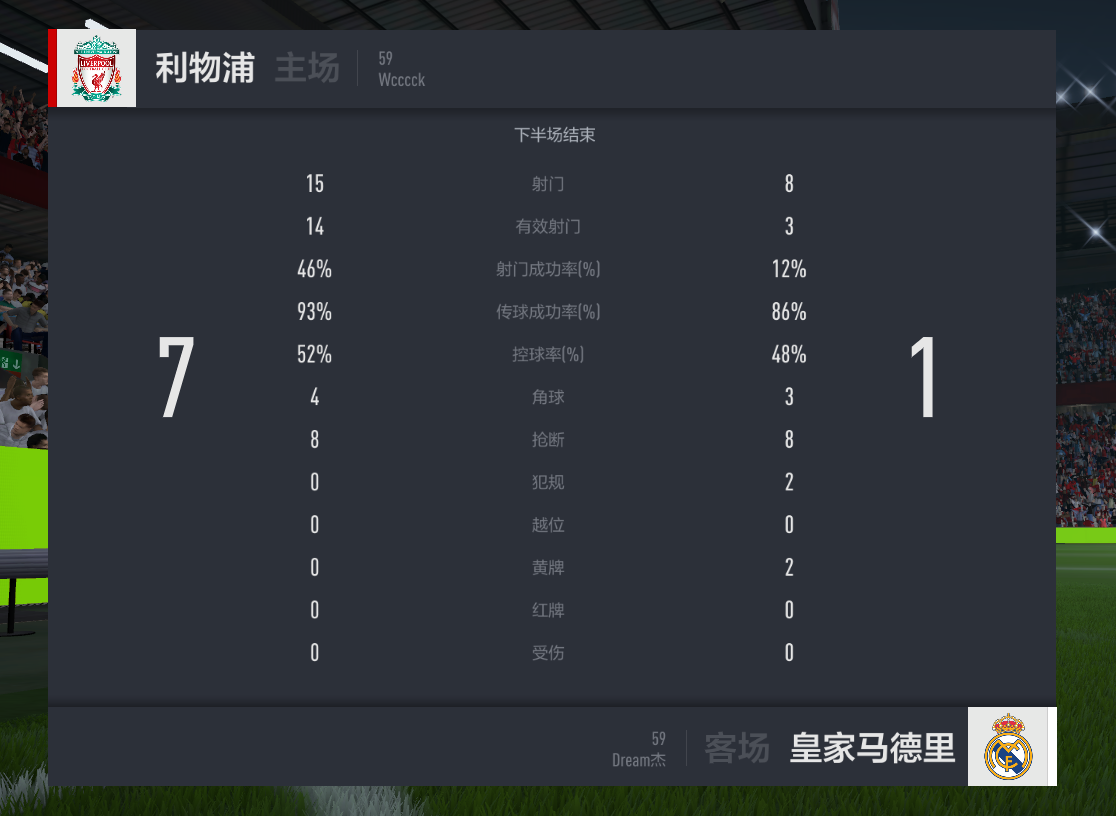 LIVERPOOL
利物浦 主场 59
Wcccck
下半场结束
15 射门 8
14 有效射门 3
46% 射门成功率(%) 12%
93% 传球成功率(%) 86%
52% 控球率(%) 48%
7 1
4 角球 3
8 抢断 8
0 犯规 2
0 越位 0
0 黄牌 2
0 红牌 0
0 受伤 0
59
Dream杰 客场 皇家马德里